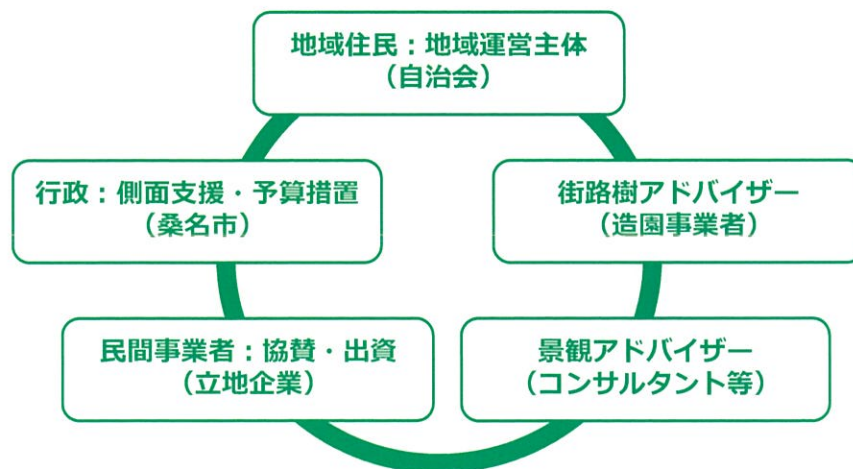 地域住民：地域運営主体
（自治会）
行政：側面支援・予算措置
（桑名市）
街路樹アドバイザー
（造園事業者）
民間事業者：協賛・出資
（立地企業）
景観アドバイザー
（コンサルタント等）